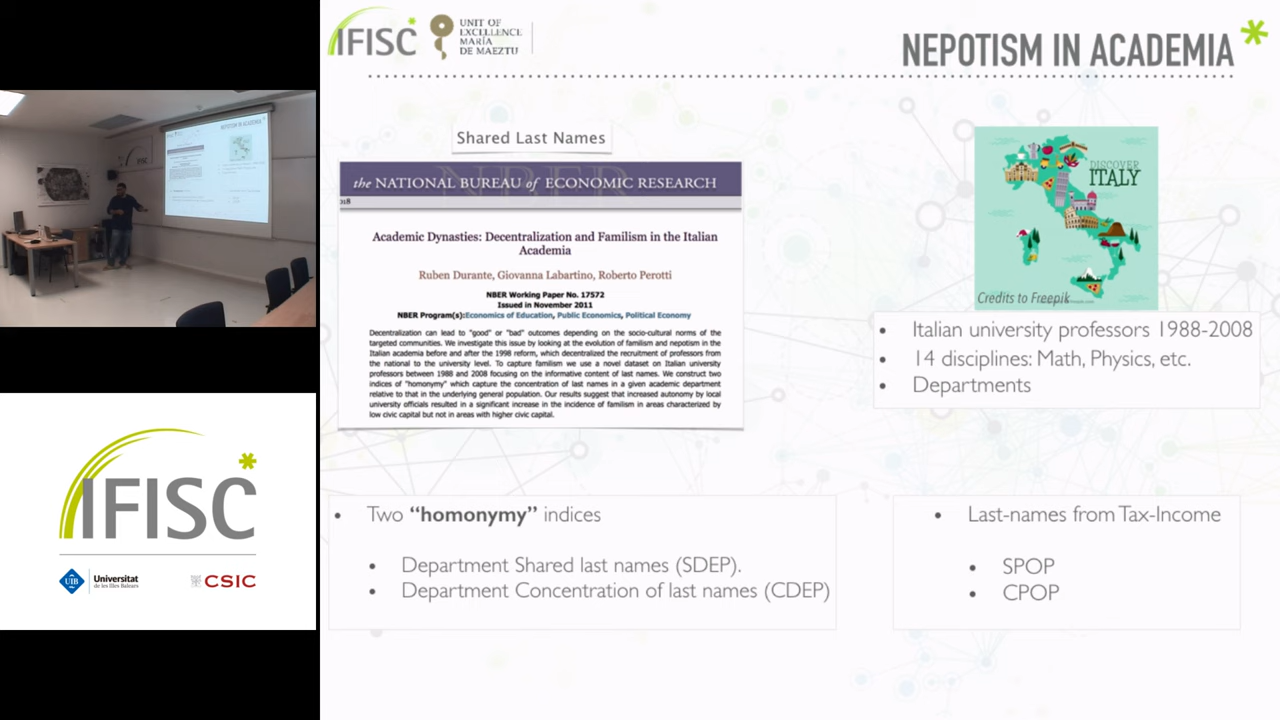 IFISC
UNIT OF
EXCELLENCE
MARÍA
DE MAEZTU
NEPOTISM IN ACADEMIA
Shared Last Names
the NATIONAL BUREAU of ECONOMIC RESEARCH
Academic Dynasties: Decentralization and Familism in the Italian
Academia
Ruben Durante, Giovanna Labartino, Roberto Perotti
NBER Working Paper No. 17572
Issued in November 2011
NBER Program(s):Economics of Education, Public Economics, Political Economy
Decentralization can lead to "good" or "bad" outcomes depending on the socio-cultural norms of the
targeted communities. We investigate this issue by looking at the evolution of familism and nepotism in the
Italian academia before and after the 1998 reform, which decentralized the recruitment of professors from
the national to the university level. To capture familism we use a novel dataset on Italian university
professors between 1988 and 2008 focusing on the informative content of last names. We construct two
indices of "homonymy" which capture the concentration of last names in a given academic department
relative to that in the underlying general population. Our results suggest that increased autonomy by local
university officials resulted in a significant increase in the incidence of familism in areas characterized by
low civic capital but not in areas with higher civic capital.
DISCOVER
ITALY
Credits to Freepik
• Italian university professors 1988-2008
• 14 disciplines: Math, Physics, etc.
• Departments
• Two “homonymy” indices
• Department Shared last names (SDEP).
• Department Concentration of last names (CDEP)
• Last-names from Tax-Income
• SPOP
• CPOP
IFISC
UIB
Universitat
de les Illes Balears
CSIC